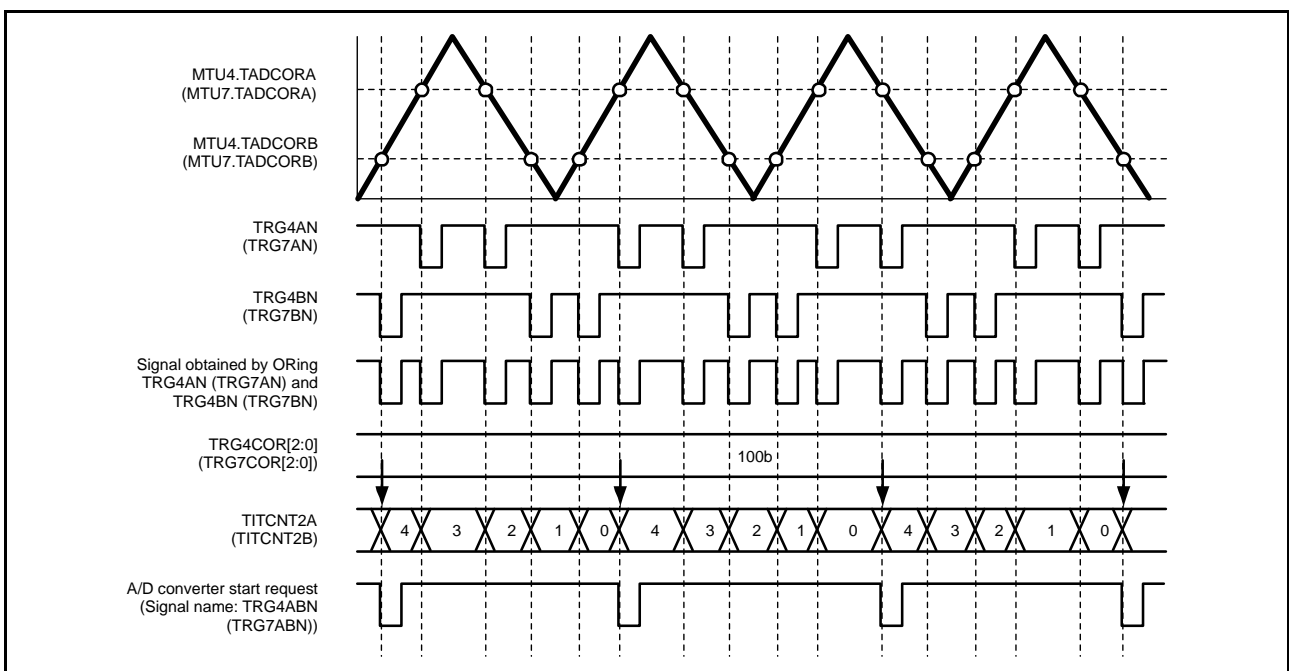 MTU4.TADCORA
(MTU7.TADCORA)
MTU4.TADCORB
(MTU7.TADCORB)
TRG4AN
(TRG7AN)
TRG4BN
(TRG7BN)
Signal obtained by ORing
TRG4AN (TRG7AN) and
TRG4BN (TRG7BN)
TRG4COR[2:0]
(TRG7COR[2:0])
100b
TITCNT2A
(TITCNT2B)
4 3 2 1 0 4 3 2 1 0 4 3 2 1 0
A/D converter start request
(Signal name: TRG4ABN
(TRG7ABN))